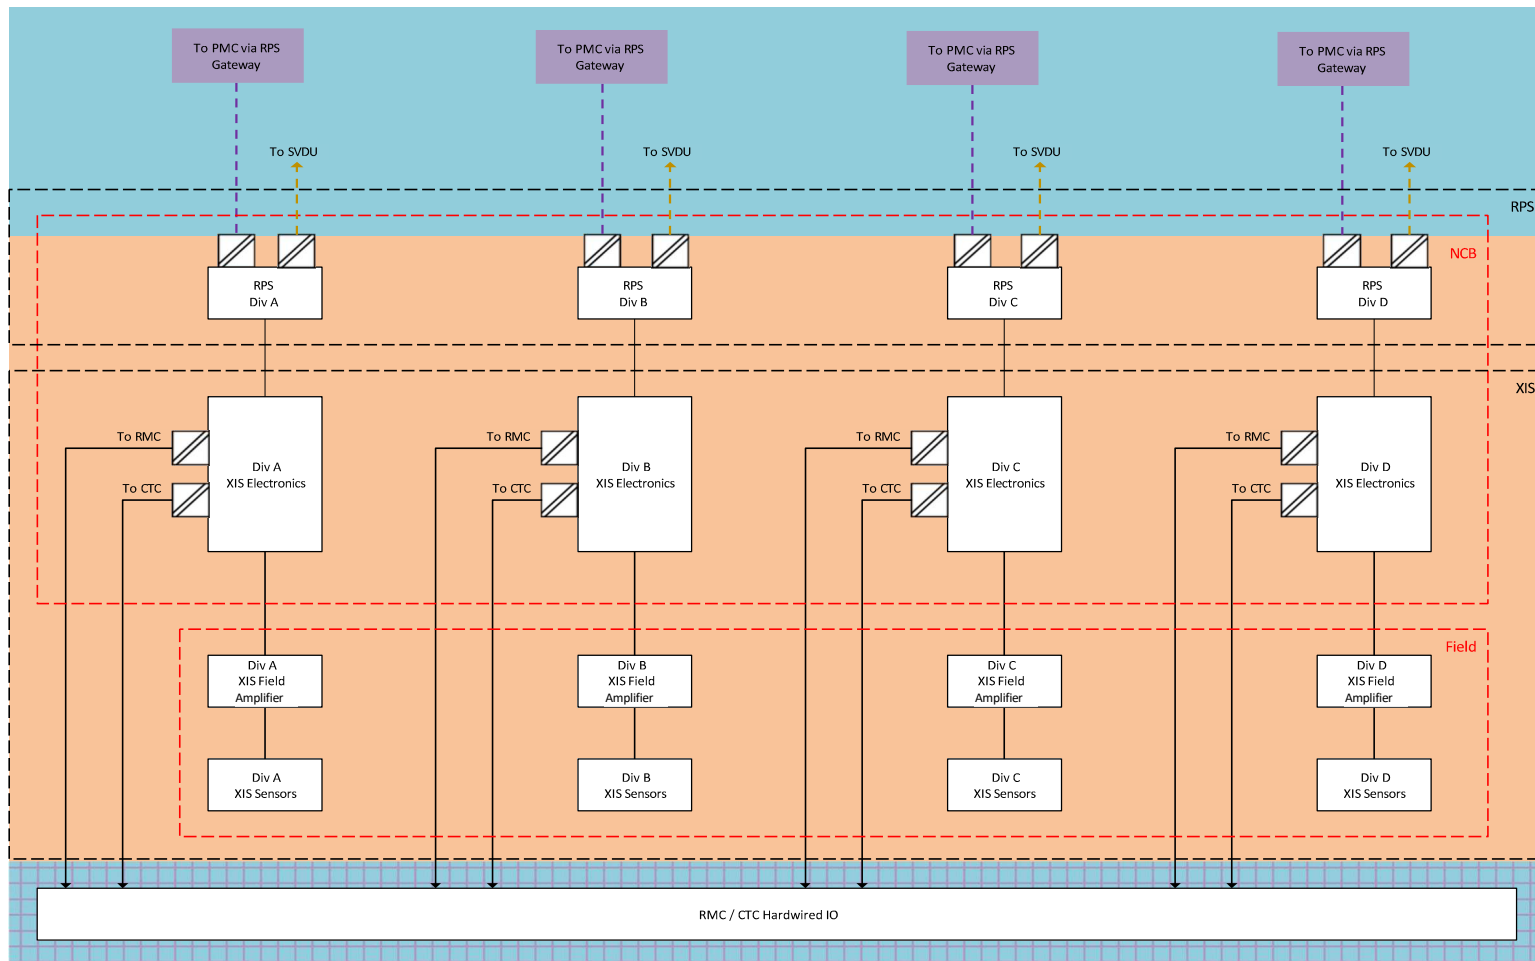 To PMC via RPS
Gateway
To PMC via RPS
Gateway
To PMC via RPS
Gateway
To PMC via RPS
Gateway
To SVDU
To SVDU
To SVDU
To SVDU
RPS
NCB
RPS
Div A
RPS
Div B
RPS
Div C
RPS
Div D
XIS
To RMC
To CTC
Div A
XIS Electronics
To RMC
To CTC
Div B
XIS Electronics
To RMC
To CTC
Div C
XIS Electronics
To RMC
To CTC
Div D
XIS Electronics
Field
Div A
XIS Field
Amplifier
Div B
XIS Field
Amplifier
Div C
XIS Field
Amplifier
Div D
XIS Field
Amplifier
Div A
XIS Sensors
Div B
XIS Sensors
Div C
XIS Sensors
Div D
XIS Sensors
RMC / CTC Hardwired IO